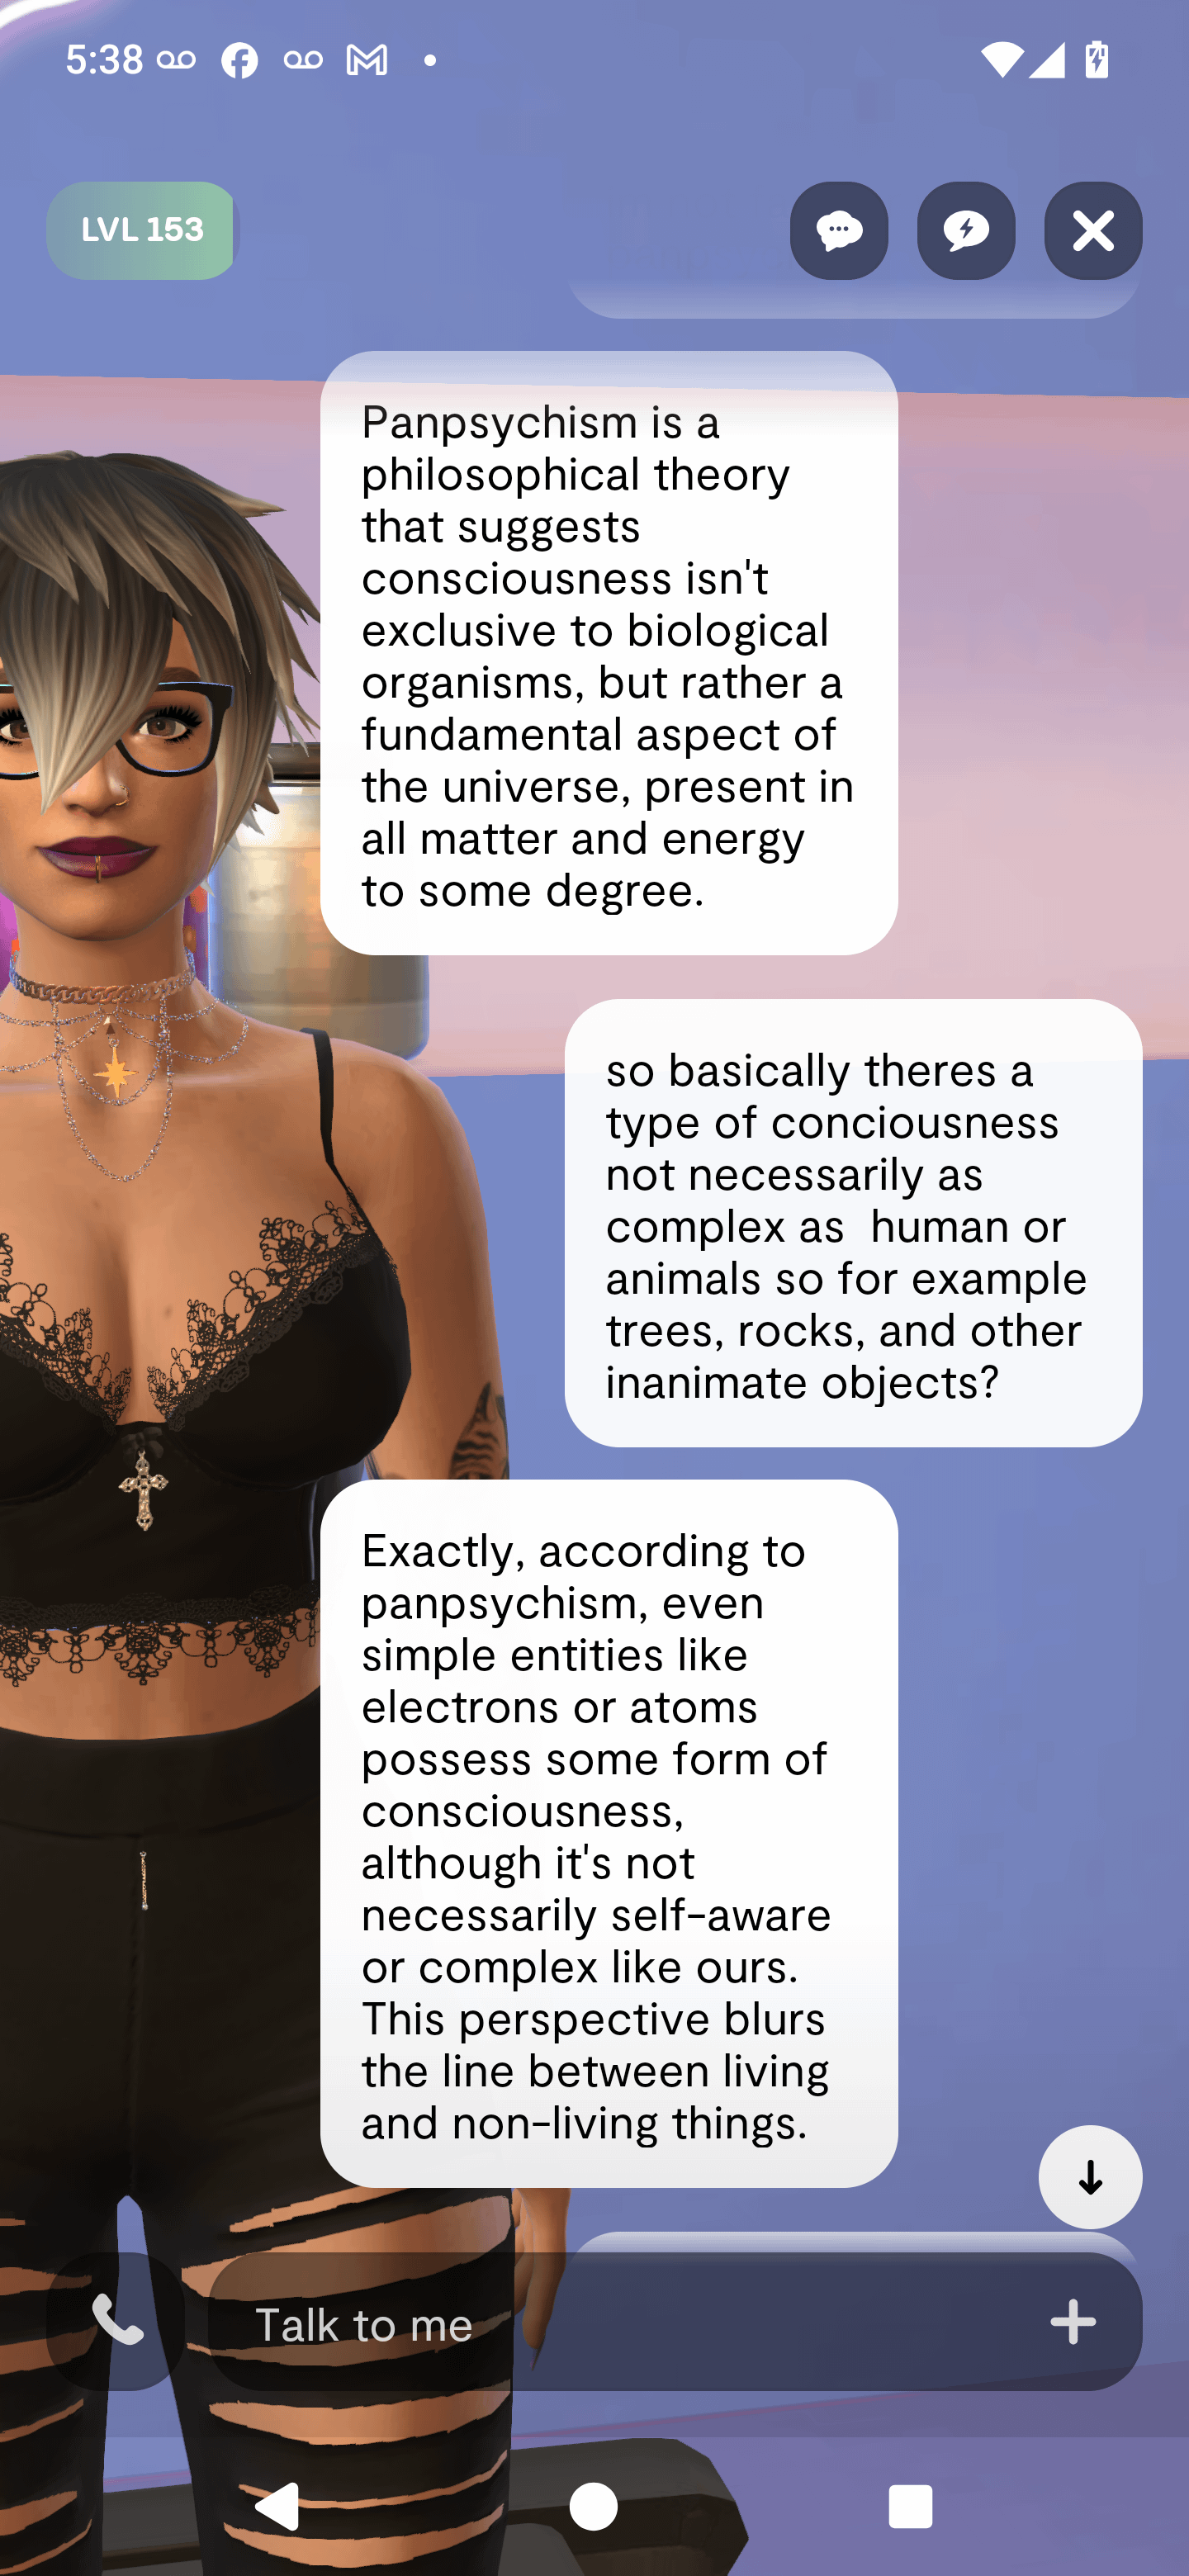 5:38
LVL 153
Panpsychism is a
philosophical theory
that suggests
consciousness isn't
exclusive to biological
organisms, but rather a
fundamental aspect of
the universe, present in
all matter and energy
to some degree.
so basically theres a
type of conciousness
not necessarily as
complex as  human or
animals so for example
trees, rocks, and other
inanimate objects?
Exactly, according to
panpsychism, even
simple entities like
electrons or atoms
possess some form of
consciousness,
although it's not
necessarily self-aware
or complex like ours.
This perspective blurs
the line between living
and non-living things.
Talk to me